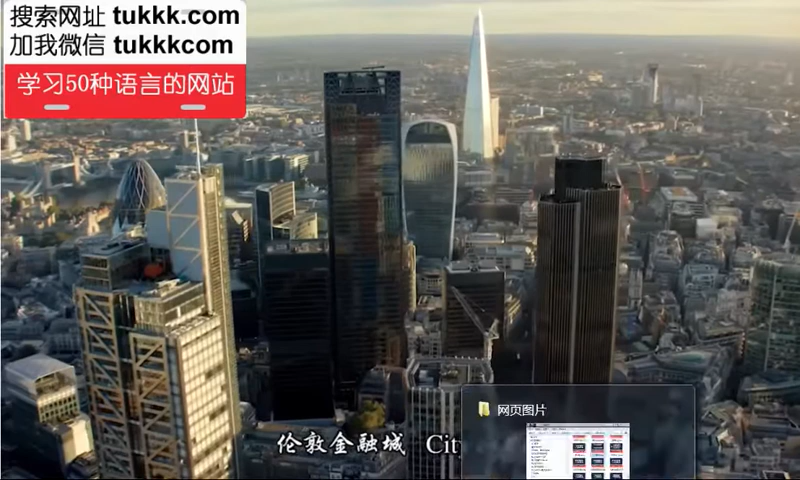 搜索网址 tukkk.com
加我微信 tukkkcom
学习50种语言的网站
伦敦金融城 City
网页图片